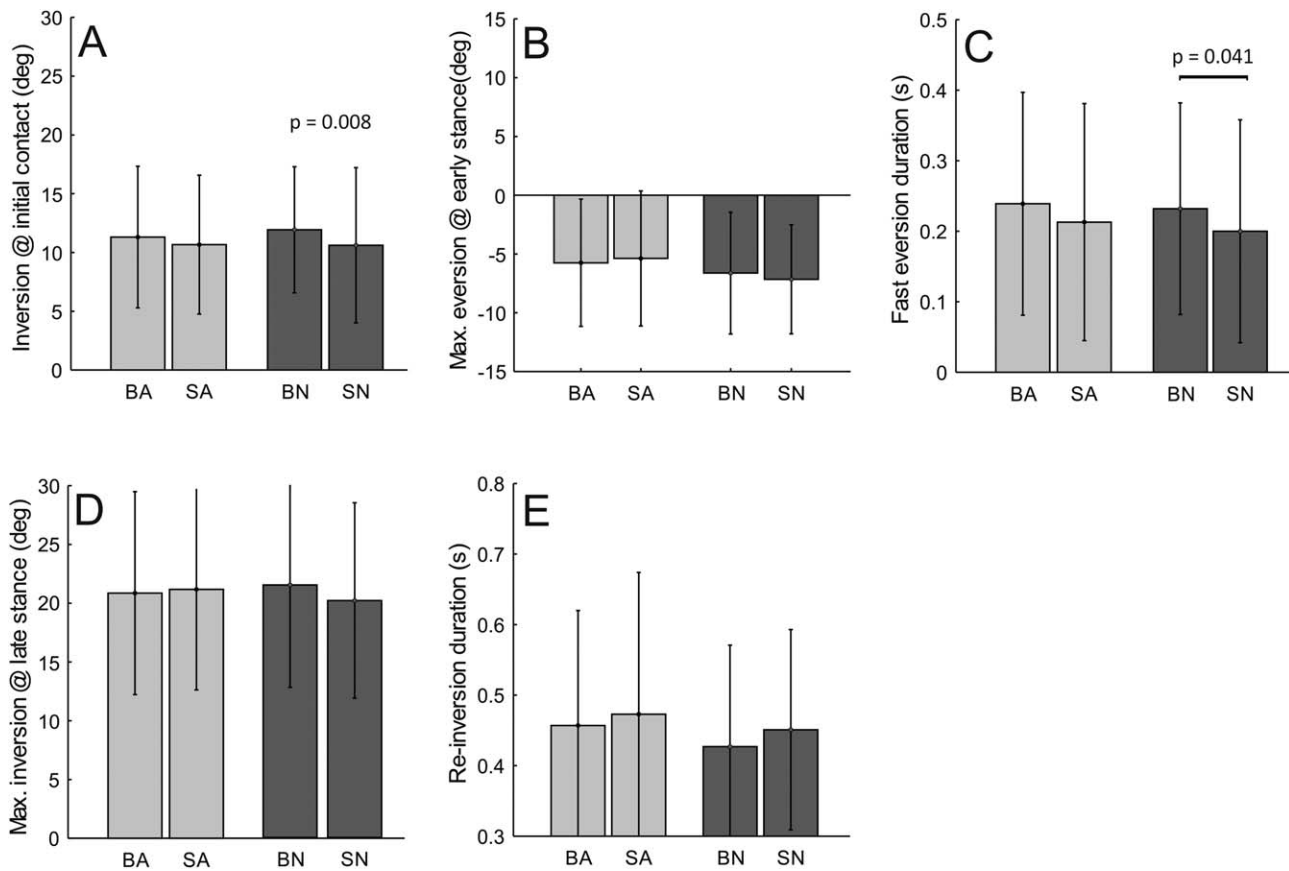 A
Inversion @ initial contact (deg)
30
25
20
15
10
5
0
p = 0.008
BA SA BN SN
B
Max. eversion @ early stance(deg)
15
10
5
0
-5
-10
-15
BA SA BN SN
C
Fast eversion duration (s)
0.5
0.4
0.3
0.2
0.1
0
p = 0.041
BA SA BN SN
D
Max. inversion @ late stance (deg)
30
25
20
15
10
5
0
BA SA BN SN
E
Re-inversion duration (s)
0.8
0.7
0.6
0.5
0.4
0.3
BA SA BN SN